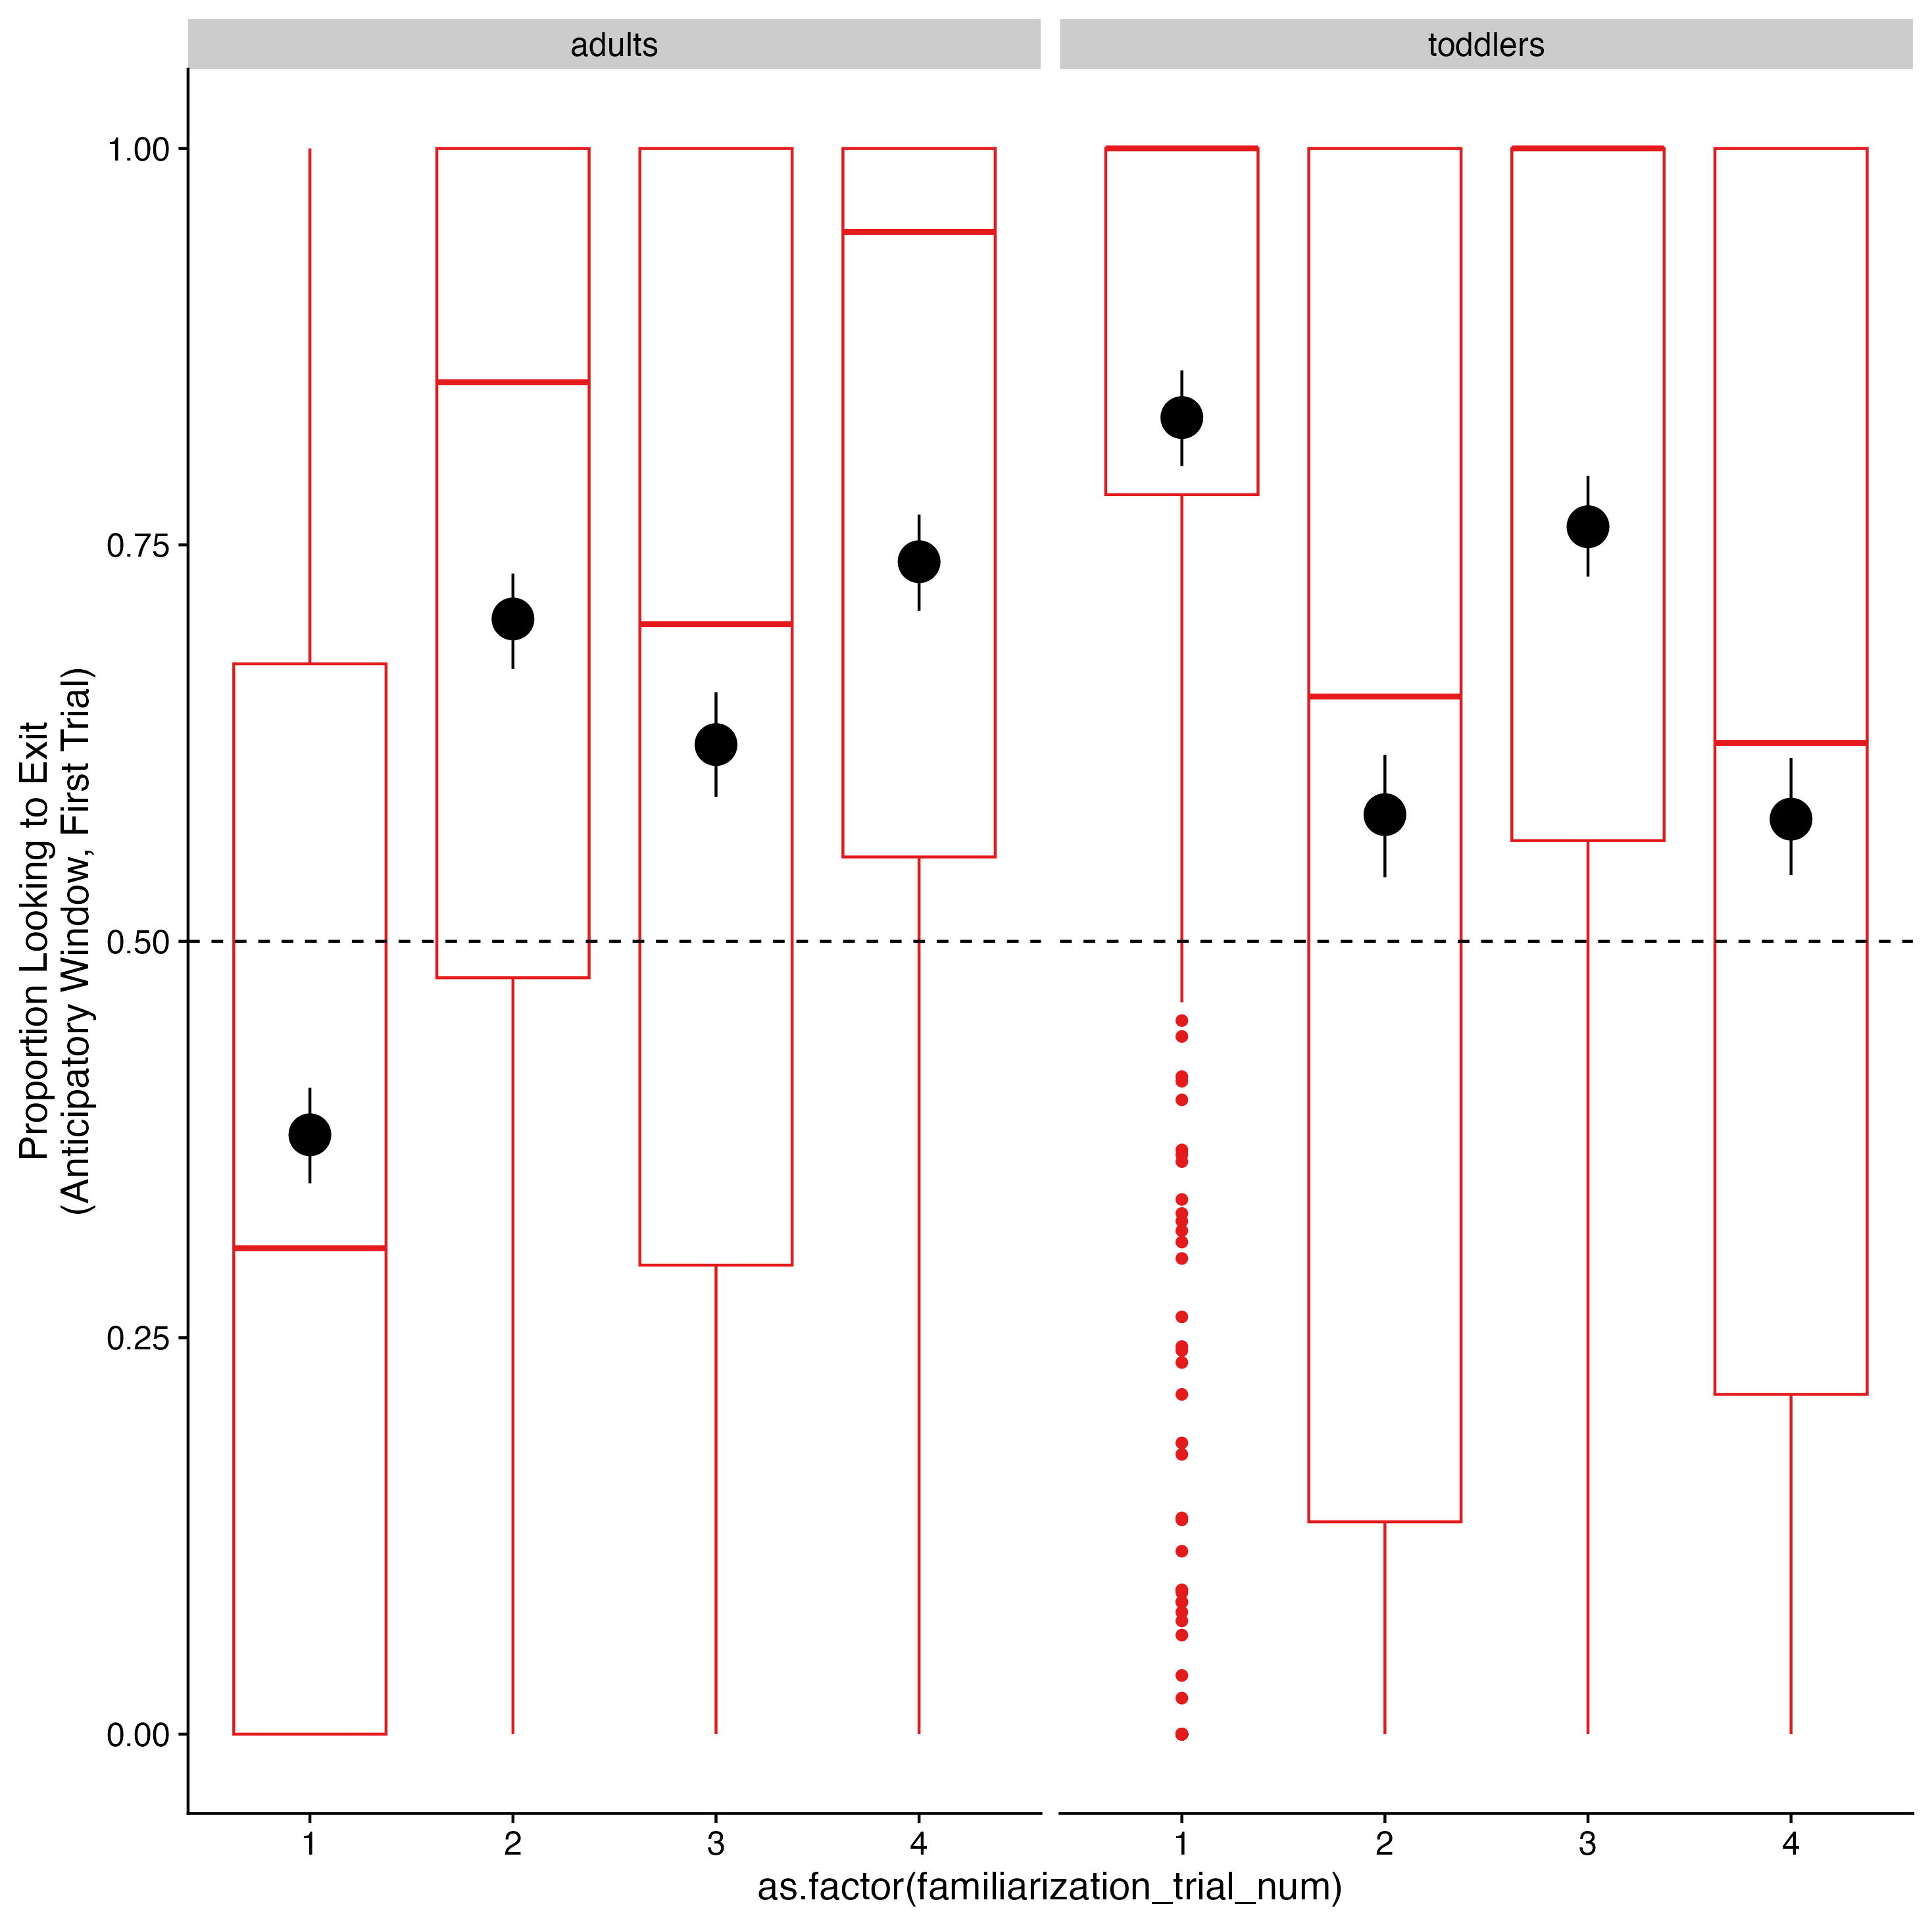 adults
toddlers
1.00
0.75
0.50
0.25
0.00
Proportion Looking to Exit
(Anticipatory Window, First Trial)
1 2 3 4
1 2 3 4
as.factor(familiarization_trial_num)